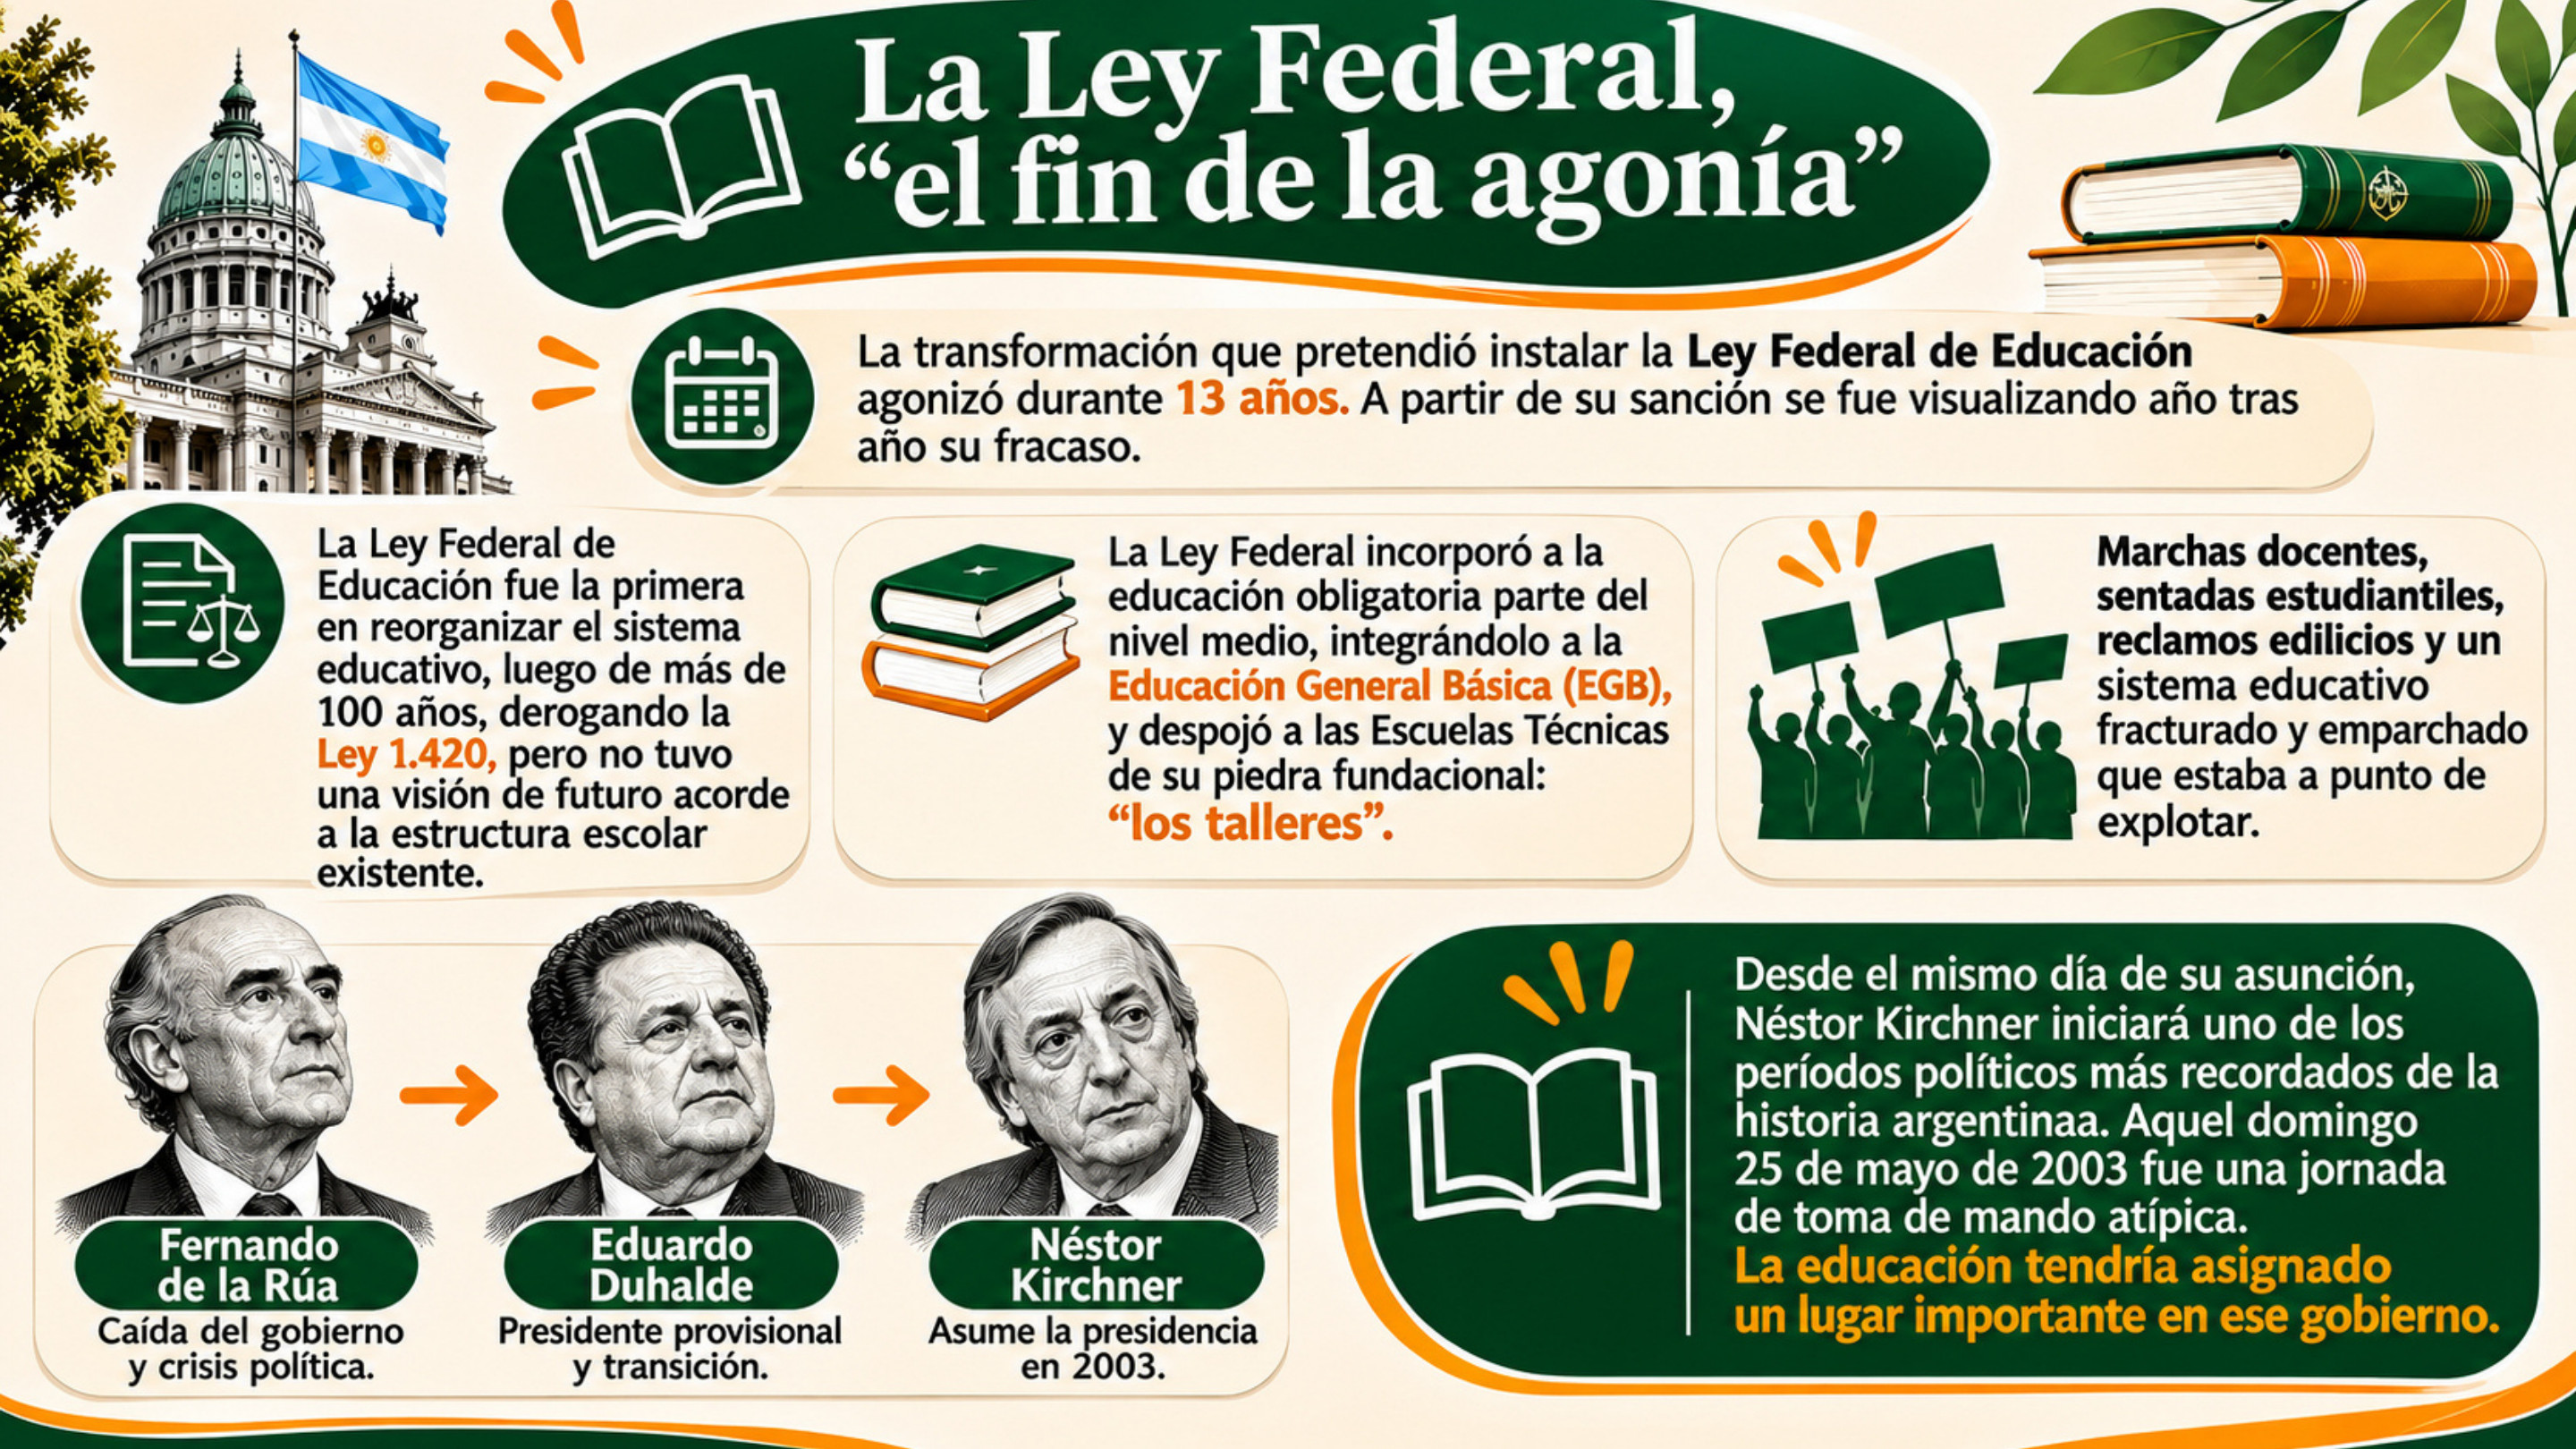 La Ley Federal,
“el fin de la agonía”
La transformación que pretendió instalar la Ley Federal de Educación
agonizó durante 13 años. A partir de su sanción se fue visualizando año tras
año su fracaso.
La Ley Federal de
Educación fue la primera
en reorganizar el sistema
educativo, luego de más de
100 años, derogando la
Ley 1.420, pero no tuvo
una visión de futuro acorde
a la estructura escolar
existente.
La Ley Federal incorporó a la
educación obligatoria parte del
nivel medio, integrándolo a la
Educación General Básica (EGB),
y despojó a las Escuelas Técnicas
de su piedra fundacional:
“los talleres”.
Marchas docentes,
sentadas estudiantiles,
reclamos edilicios y un
sistema educativo
fracturado y emparchado
que estaba a punto de
explotar.
Fernando
de la Rúa
Caída del gobierno
y crisis política.
Eduardo
Duhalde
Presidente provisional
y transición.
Néstor
Kirchner
Asume la presidencia
en 2003.
Desde el mismo día de su asunción,
Néstor Kirchner iniciará uno de los
períodos políticos más recordados de la
historia argentinaa. Aquel domingo
25 de mayo de 2003 fue una jornada
de toma de mando atípica.
La educación tendría asignado
un lugar importante en ese gobierno.